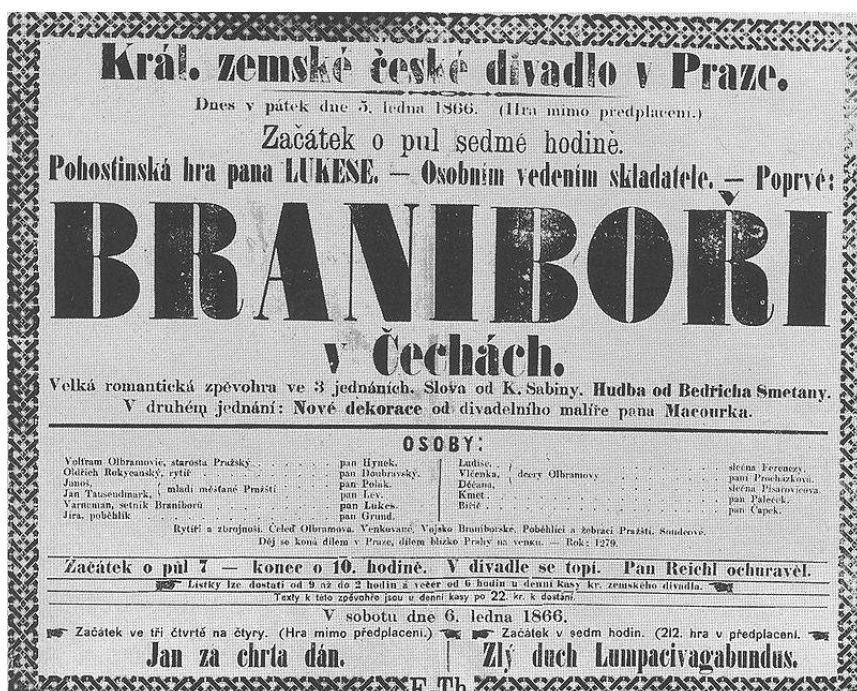 Král. zemské české divadlo v Praze.
Dnes v pátek dne 5. ledna 1866. (Hra mimo předplacení.)
Začátek o půl sedmé hodině.
Pohostinská hra pana LUKESE. — Osobním vedením skladatele. — Poprvé:
BRANIBOŘI
v Čechách.
Velká romantická zpěvohra ve 3 jednáních. Slova od K. Sabiny. Hudba od Bedřicha Smetany.
V druhém jednání: Nové dekorace od divadelního malíře pana Macourka.
OSOBY:
Volfram Olbramovic, starosta Pražský . . . pan Hynek.
Oldřich Rokycanský, rytíř . . . pan Doubravský.
Janoš, } mladí měšťané Pražští . . . pan Polák.
Jan Tausendmark, } . . . pan Lev.
Varneman, setník Braniborů . . . pan Lukes.
Jíra, poběhlík . . . pan Grund.
Ludiše, } slečna Ferenczy.
Vlčenka, } dcery Olbramovy . . . paní Procházková.
Děčana, } slečna Pisařovicova.
Kmet . . . pan Paleček.
Biřic . . . pan Čapek.
Rytíři a zbrojnoši. Čeleď Olbramova. Venkované. Vojsko Braniborské. Poběhlíci a žebráci Pražští. Soudcové.
Děj se koná dílem v Praze, dílem blízko Prahy na venku. — Rok: 1279.
Začátek o půl 7 — konec o 10. hodině. V divadle se topí. Pan Reichl ochuravěl.
Lístky lze dostati od 9 až do 2 hodin a večer od 6 hodin u denní kasy kr. zemského divadla.
Texty k této zpěvohře jsou u denní kasy po 22. kr. k dostání.
V sobotu dne 6. ledna 1866.
Začátek ve tři čtvrtě na čtyry. (Hra mimo předplacení.)
Jan za chrta dán.
Začátek v sedm hodin. (212. hra v předplacení.
Zlý duch Lumpacivagabundus.
F. Th.